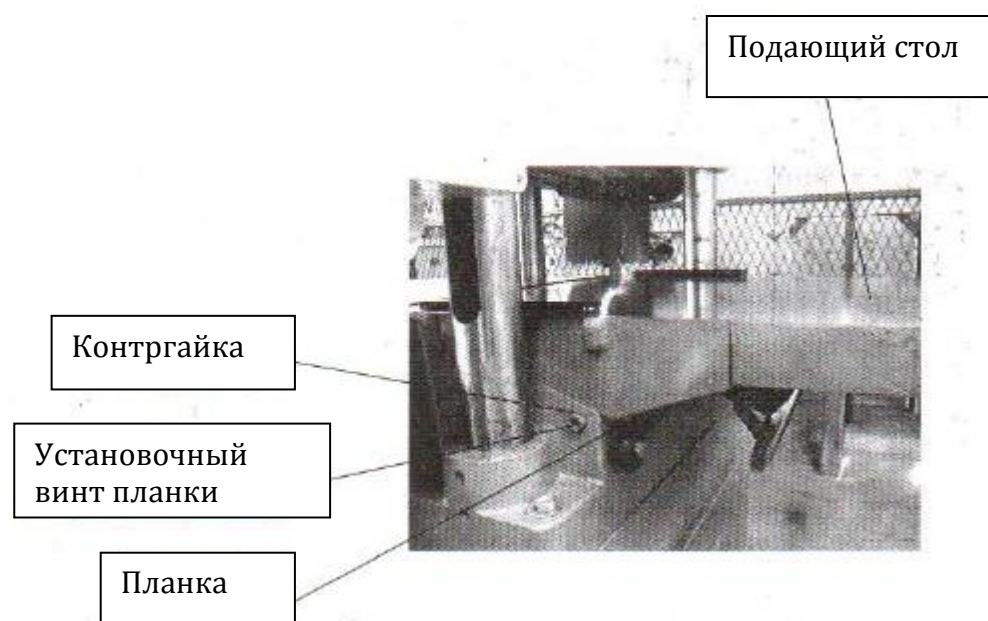 Подающий стол
Контргайка
Установочный
винт планки
Планка